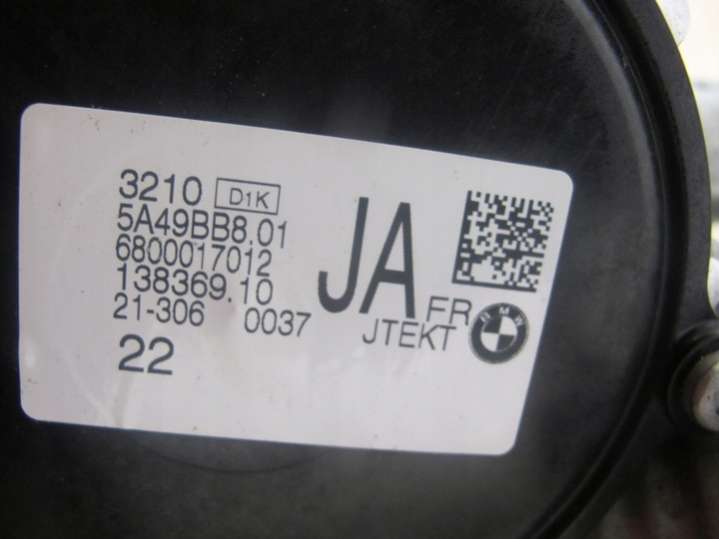 3210 D1K
5A49BB8.01
6800017012
138369.10
21-306 0037
22
JA FR
JTEKT
BMW